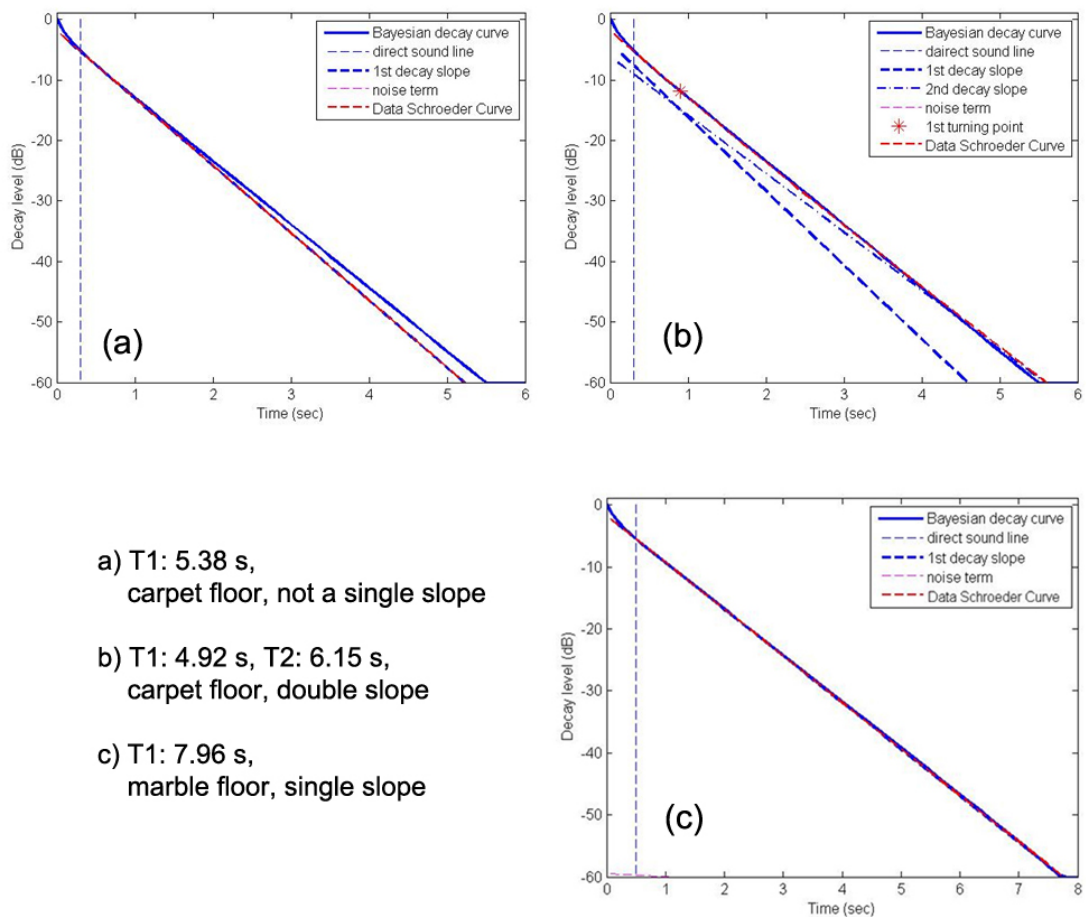 0
-10
-20
-30
-40
-50
-60
Decay level (dB)
0 1 2 3 4 5 6
Time (sec)
Bayesian decay curve
direct sound line
1st decay slope
noise term
Data Schroeder Curve
(a)
0
-10
-20
-30
-40
-50
-60
Decay level (dB)
0 1 2 3 4 5 6
Time (sec)
Bayesian decay curve
dairect sound line
1st decay slope
2nd decay slope
noise term
1st turning point
Data Schroeder Curve
(b)
a) T1: 5.38 s,
carpet floor, not a single slope
b) T1: 4.92 s, T2: 6.15 s,
carpet floor, double slope
c) T1: 7.96 s,
marble floor, single slope
0
-10
-20
-30
-40
-50
-60
Decay level (dB)
0 1 2 3 4 5 6 7 8
Time (sec)
Bayesian decay curve
direct sound line
1st decay slope
noise term
Data Schroeder Curve
(c)